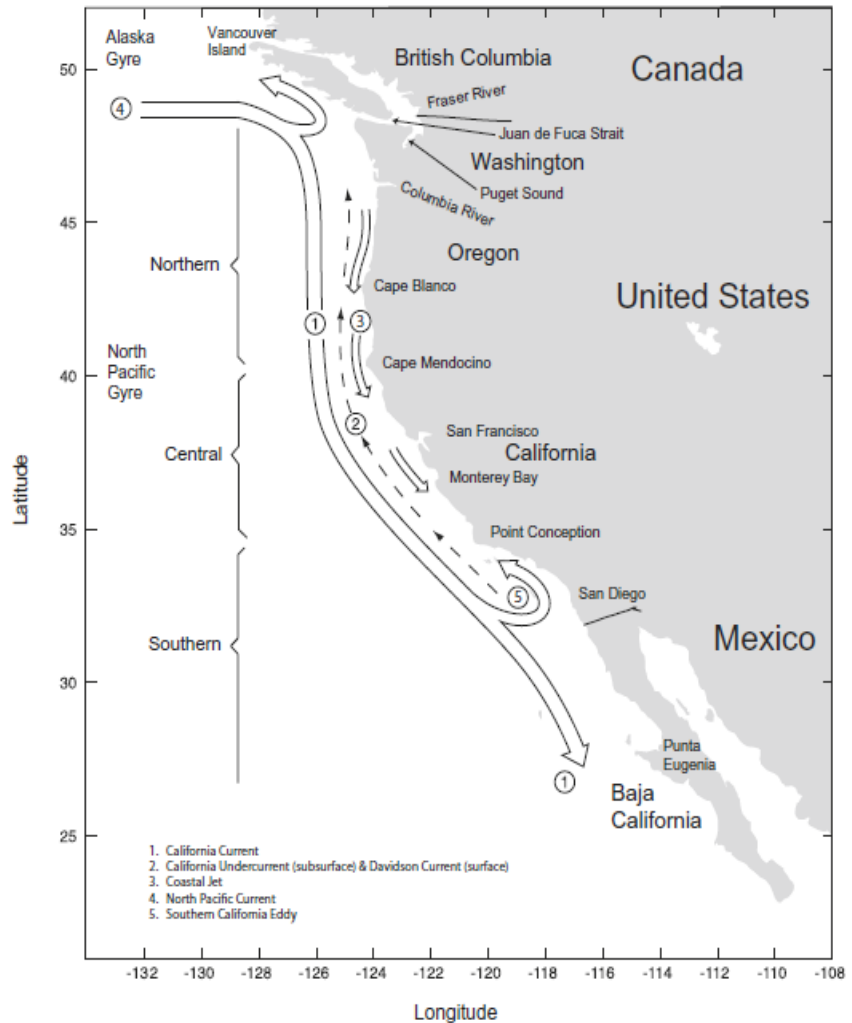 Alaska
Gyre
Vancouver
Island
British Columbia
Canada
Fraser River
Juan de Fuca Strait
Washington
Puget Sound
Columbia River
Oregon
Northern
Cape Blanco
United States
North
Pacific
Gyre
Cape Mendocino
San Francisco
California
Central
Monterey Bay
Point Conception
San Diego
Southern
Mexico
Punta
Eugenia
Baja
California
4
1
3
2
5
1
1. California Current
2. California Undercurrent (subsurface) & Davidson Current (surface)
3. Coastal Jet
4. North Pacific Current
5. Southern California Eddy
Latitude
50
45
40
35
30
25
-132 -130 -128 -126 -124 -122 -120 -118 -116 -114 -112 -110 -108
Longitude